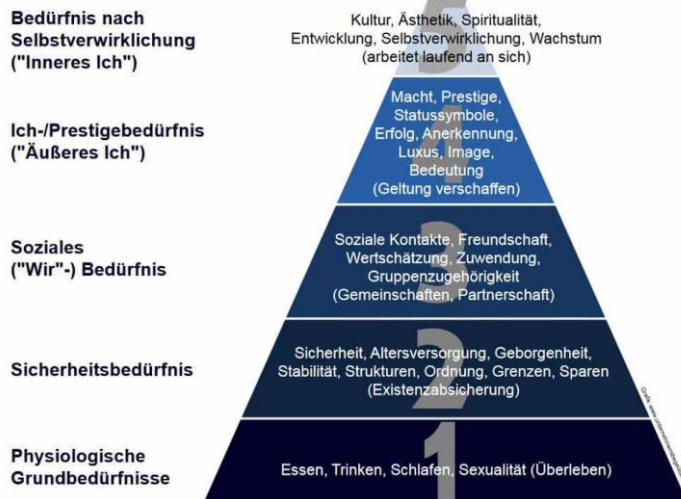 Bedürfnis nach
Selbstverwirklichung
("Inneres Ich")
5
Kultur, Ästhetik, Spiritualität,
Entwicklung, Selbstverwirklichung, Wachstum
(arbeitet laufend an sich)
Ich-/Prestigebedürfnis
("Äußeres Ich")
4
Macht, Prestige,
Statussymbole,
Erfolg, Anerkennung,
Luxus, Image,
Bedeutung
(Geltung verschaffen)
Soziales
("Wir"-) Bedürfnis
3
Soziale Kontakte, Freundschaft,
Wertschätzung, Zuwendung,
Gruppenzugehörigkeit
(Gemeinschaften, Partnerschaft)
Sicherheitsbedürfnis
2
Sicherheit, Altersversorgung, Geborgenheit,
Stabilität, Strukturen, Ordnung, Grenzen, Sparen
(Existenzabsicherung)
Physiologische
Grundbedürfnisse
1
Essen, Trinken, Schlafen, Sexualität (Überleben)
Grafik: